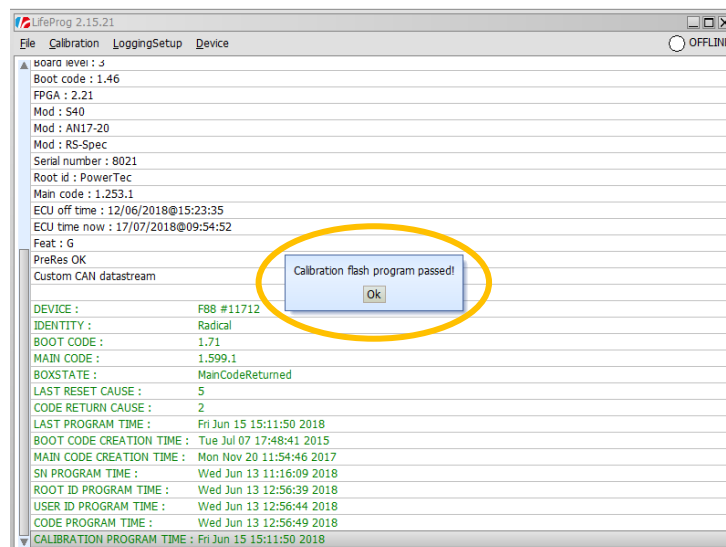 LifeProg 2.15.21
File Calibration LoggingSetup Device OFFLINE
Board level : 3
Boot code : 1.46
FPGA : 2.21
Mod : S40
Mod : AN17-20
Mod : RS-Spec
Serial number : 8021
Root id : PowerTec
Main code : 1.253.1
ECU off time : 12/06/2018@15:23:35
ECU time now : 17/07/2018@09:54:52
Feat : G
PreRes OK
Custom CAN datastream
Calibration flash program passed!
Ok
DEVICE : F88 #11712
IDENTITY : Radical
BOOT CODE : 1.71
MAIN CODE : 1.599.1
BOXSTATE : MainCodeReturned
LAST RESET CAUSE : 5
CODE RETURN CAUSE : 2
LAST PROGRAM TIME : Fri Jun 15 15:11:50 2018
BOOT CODE CREATION TIME : Tue Jul 07 17:48:41 2015
MAIN CODE CREATION TIME : Mon Nov 20 11:54:46 2017
SN PROGRAM TIME : Wed Jun 13 11:16:09 2018
ROOT ID PROGRAM TIME : Wed Jun 13 12:56:39 2018
USER ID PROGRAM TIME : Wed Jun 13 12:56:44 2018
CODE PROGRAM TIME : Wed Jun 13 12:56:49 2018
CALIBRATION PROGRAM TIME : Fri Jun 15 15:11:50 2018